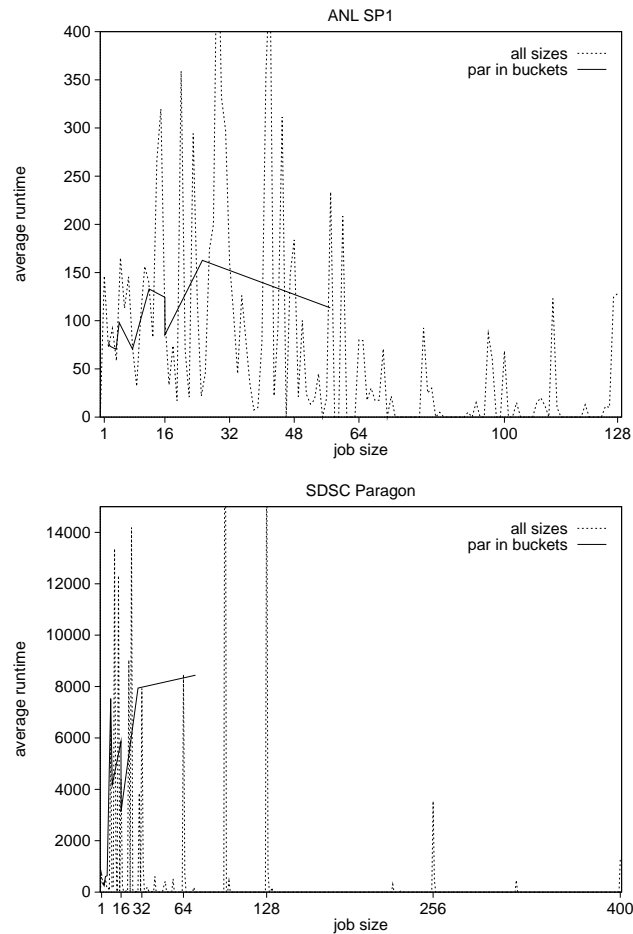 ANL SP1
400
350
300
250
200
150
100
50
0
average runtime
all sizes
par in buckets
1 16 32 48 64 100 128
job size
SDSC Paragon
14000
12000
10000
8000
6000
4000
2000
0
average runtime
all sizes
par in buckets
1 16 32 64 128 256 400
job size